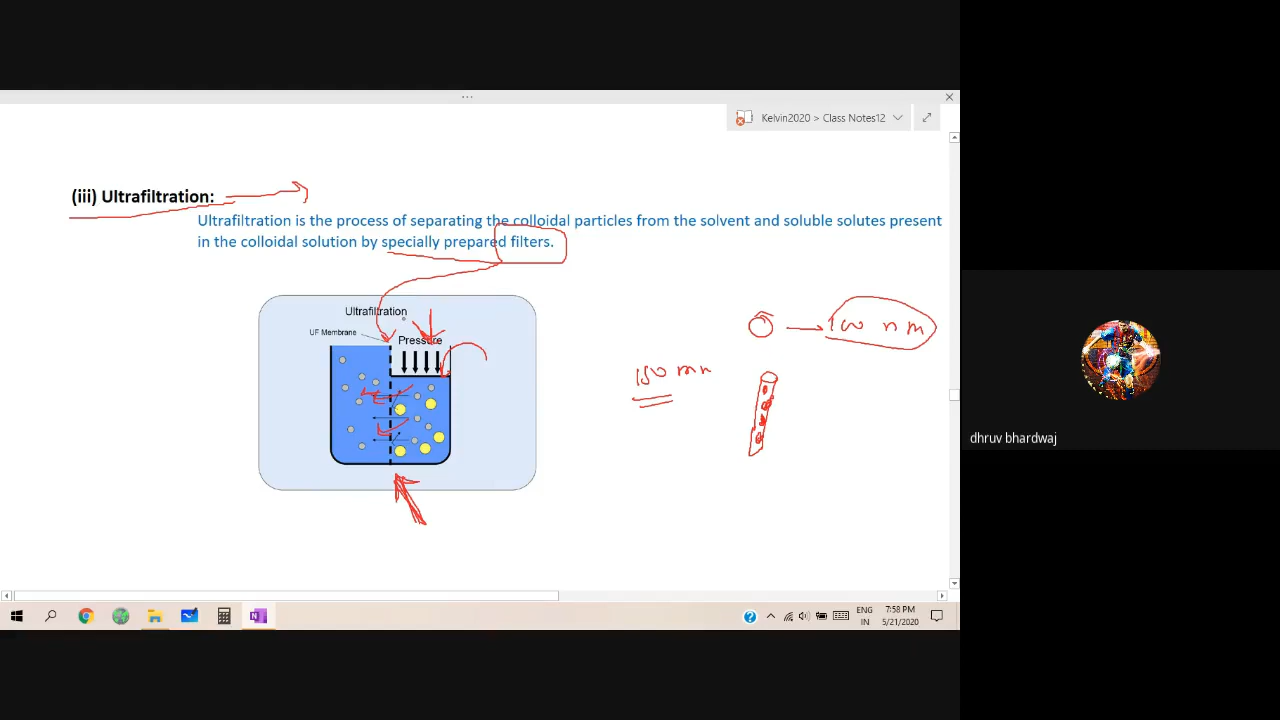 Kelvin2020 > Class Notes12
(iii) Ultrafiltration:
Ultrafiltration is the process of separating the colloidal particles from the solvent and soluble solutes present
in the colloidal solution by specially prepared filters.
Ultrafiltration
UF Membrane
Pressure
100 nm
150 mn
dhruv bhardwaj
ENG
IN
7:58 PM
5/21/2020